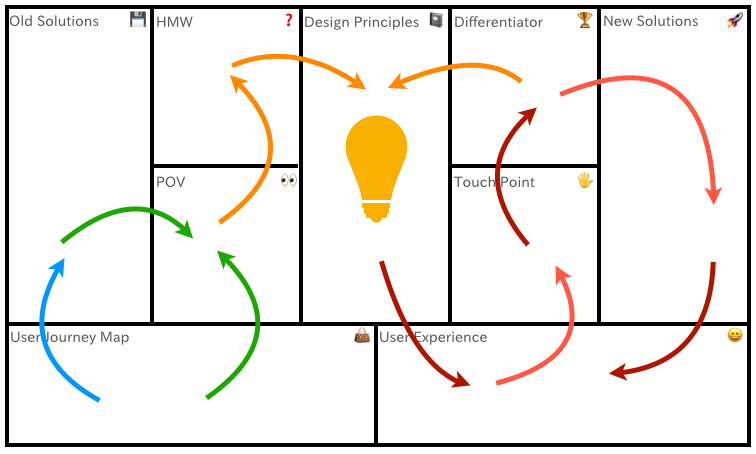 Old Solutions
HMW
Design Principles
Differentiator
New Solutions
POV
Touch Point
User Journey Map
User Experience